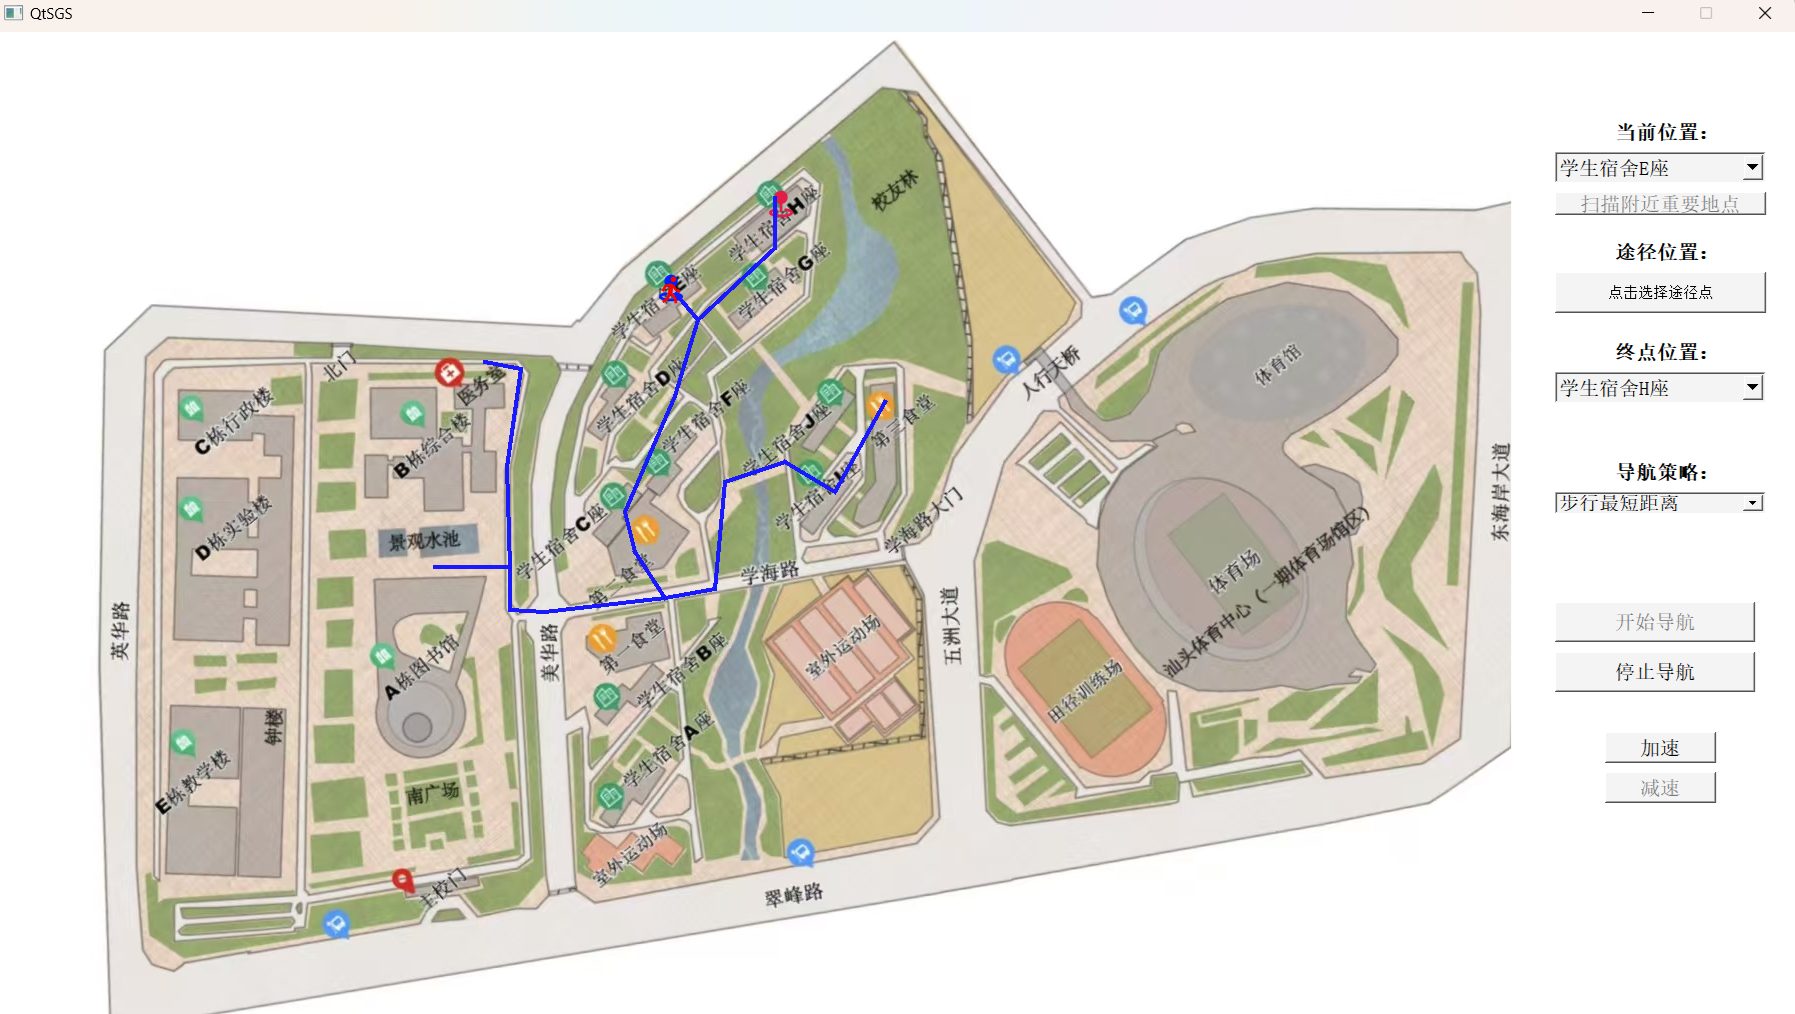 QtSGS
当前位置：
学生宿舍E座
扫描附近重要地点
途径位置：
点击选择途径点
终点位置：
学生宿舍H座
导航策略：
步行最短距离
开始导航
停止导航
加速
减速
校友林
学生宿舍H座
学生宿舍G座
学生宿舍E座
学生宿舍D座
学生宿舍F座
学生宿舍J座
第三食堂
学生宿舍I座
学生宿舍C座
第二食堂
学海路
学海路大门
人行天桥
体育馆
东海岸大道
北门
医务室
C栋行政楼
B栋综合楼
D栋实验楼
景观水池
英华路
A栋图书馆
美华路
第一食堂
学生宿舍B座
室外运动场
五洲大道
体育场
汕头体育中心（一期体育场馆区）
田径训练场
钟楼
E栋教学楼
学生宿舍A座
南广场
室外运动场
主校门
翠峰路